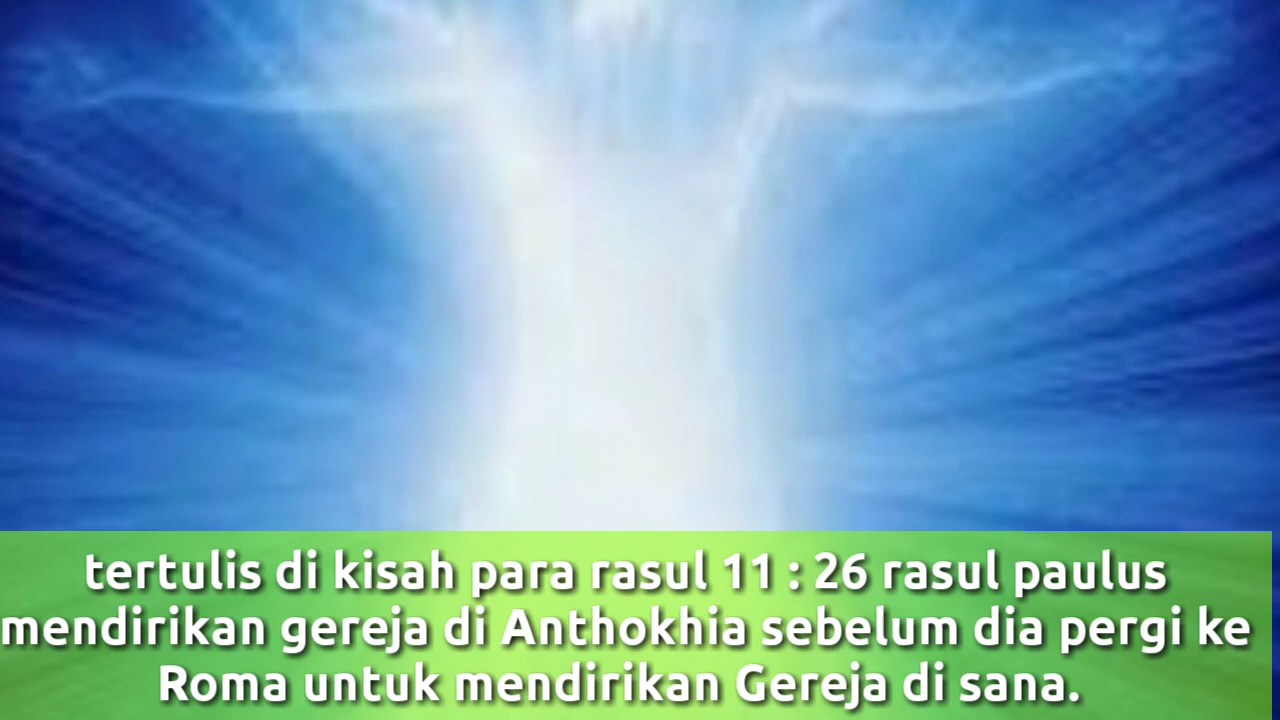 tertulis di kisah para rasul 11 : 26 rasul paulus
mendirikan gereja di Anthokhia sebelum dia pergi ke
Roma untuk mendirikan Gereja di sana.